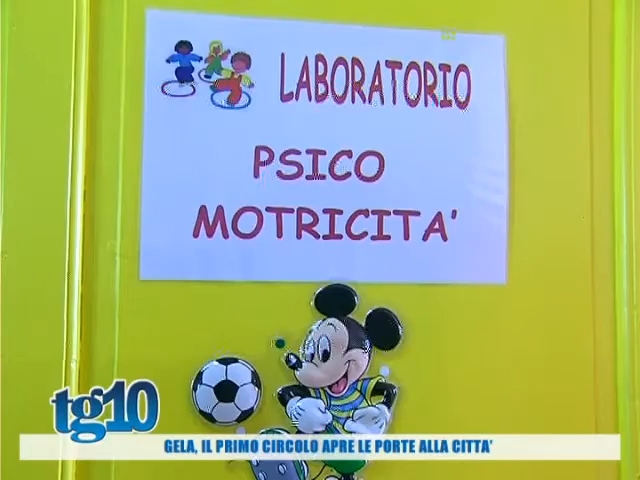 LABORATORIO
PSICO
MOTRICITA'
tg10
GELA, IL PRIMO CIRCOLO APRE LE PORTE ALLA CITTA'